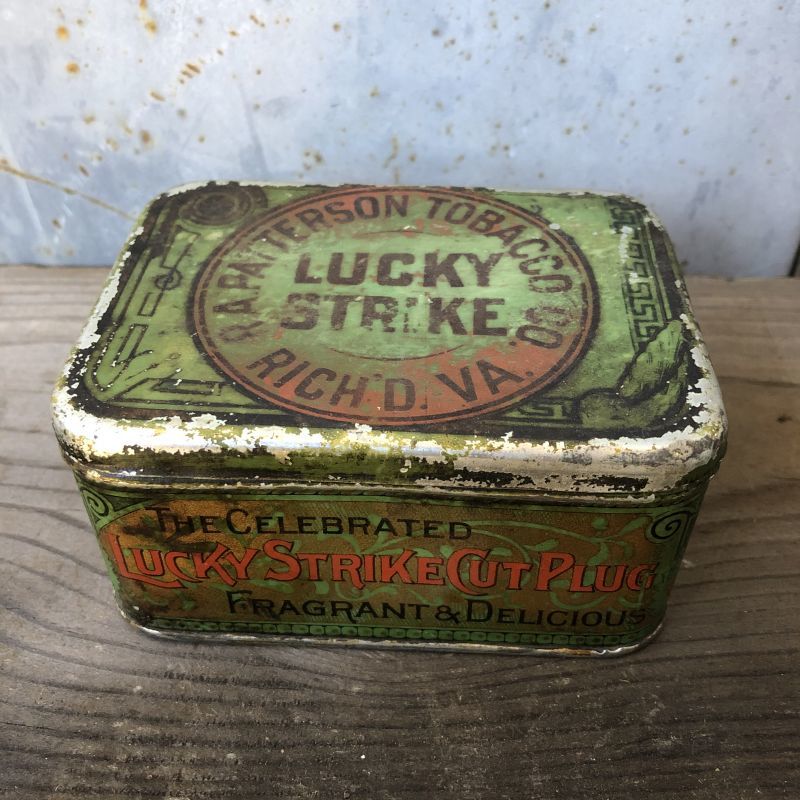 R.A. PATTERSON TOBACCO CO.
LUCKY
STRIKE
RICH'D. VA.
THE CELEBRATED
LUCKY STRIKE CUT PLUG
FRAGRANT & DELICIOUS